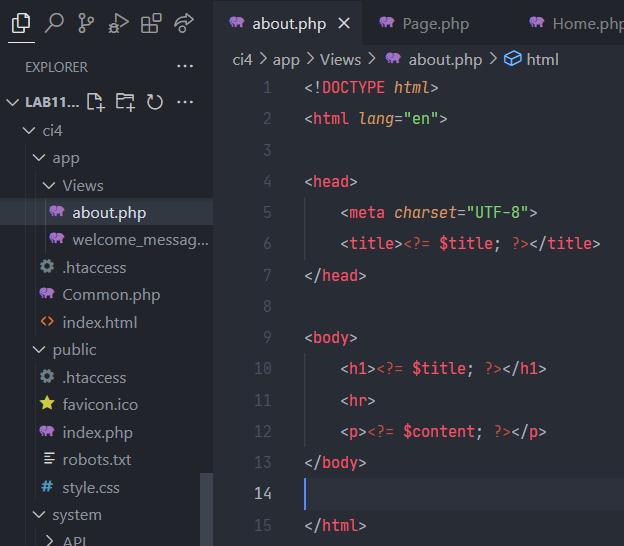 about.php
Page.php
Home.php
EXPLORER
ci4 > app > Views > about.php > html
LAB11...
ci4
app
Views
about.php
welcome_messag...
.htaccess
Common.php
index.html
public
.htaccess
favicon.ico
index.php
robots.txt
style.css
system
API
1 <!DOCTYPE html>
2 <html lang="en">
3
4 <head>
5 <meta charset="UTF-8">
6 <title><?= $title; ?></title>
7 </head>
8
9 <body>
10 <h1><?= $title; ?></h1>
11 <hr>
12 <p><?= $content; ?></p>
13 </body>
14
15 </html>